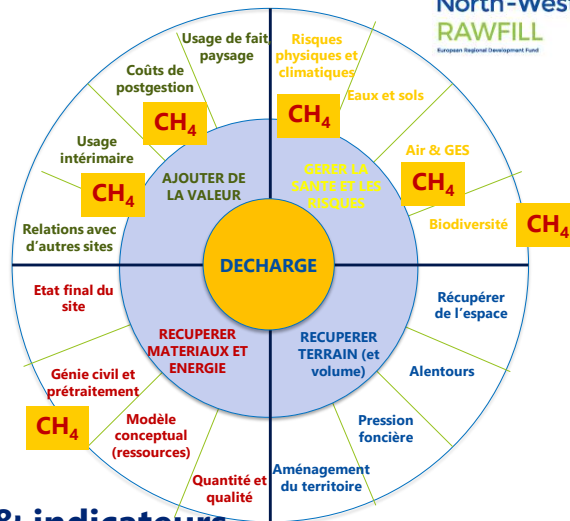 North-West
RAWFILL
European Regional Development Fund
Usage de fait
paysage
Coûts de
postgestion
CH4
Usage
intérimaire
CH4
Relations avec
d'autres sites
AJOUTER DE
LA VALEUR
Risques
physiques et
climatiques
CH4
Eaux et sols
Air & GES
CH4
Biodiversité
CH4
GERER LA
SANTE ET LES
RISQUES
DECHARGE
Etat final du
site
Génie civil et
prétraitement
CH4
Modèle
conceptual
(ressources)
Quantité et
qualité
RECUPERER
MATERIAUX ET
ENERGIE
RECUPERER
TERRAIN (et
volume)
Récupérer
de l'espace
Alentours
Pression
foncière
Aménagement
du territoire
& indicateurs